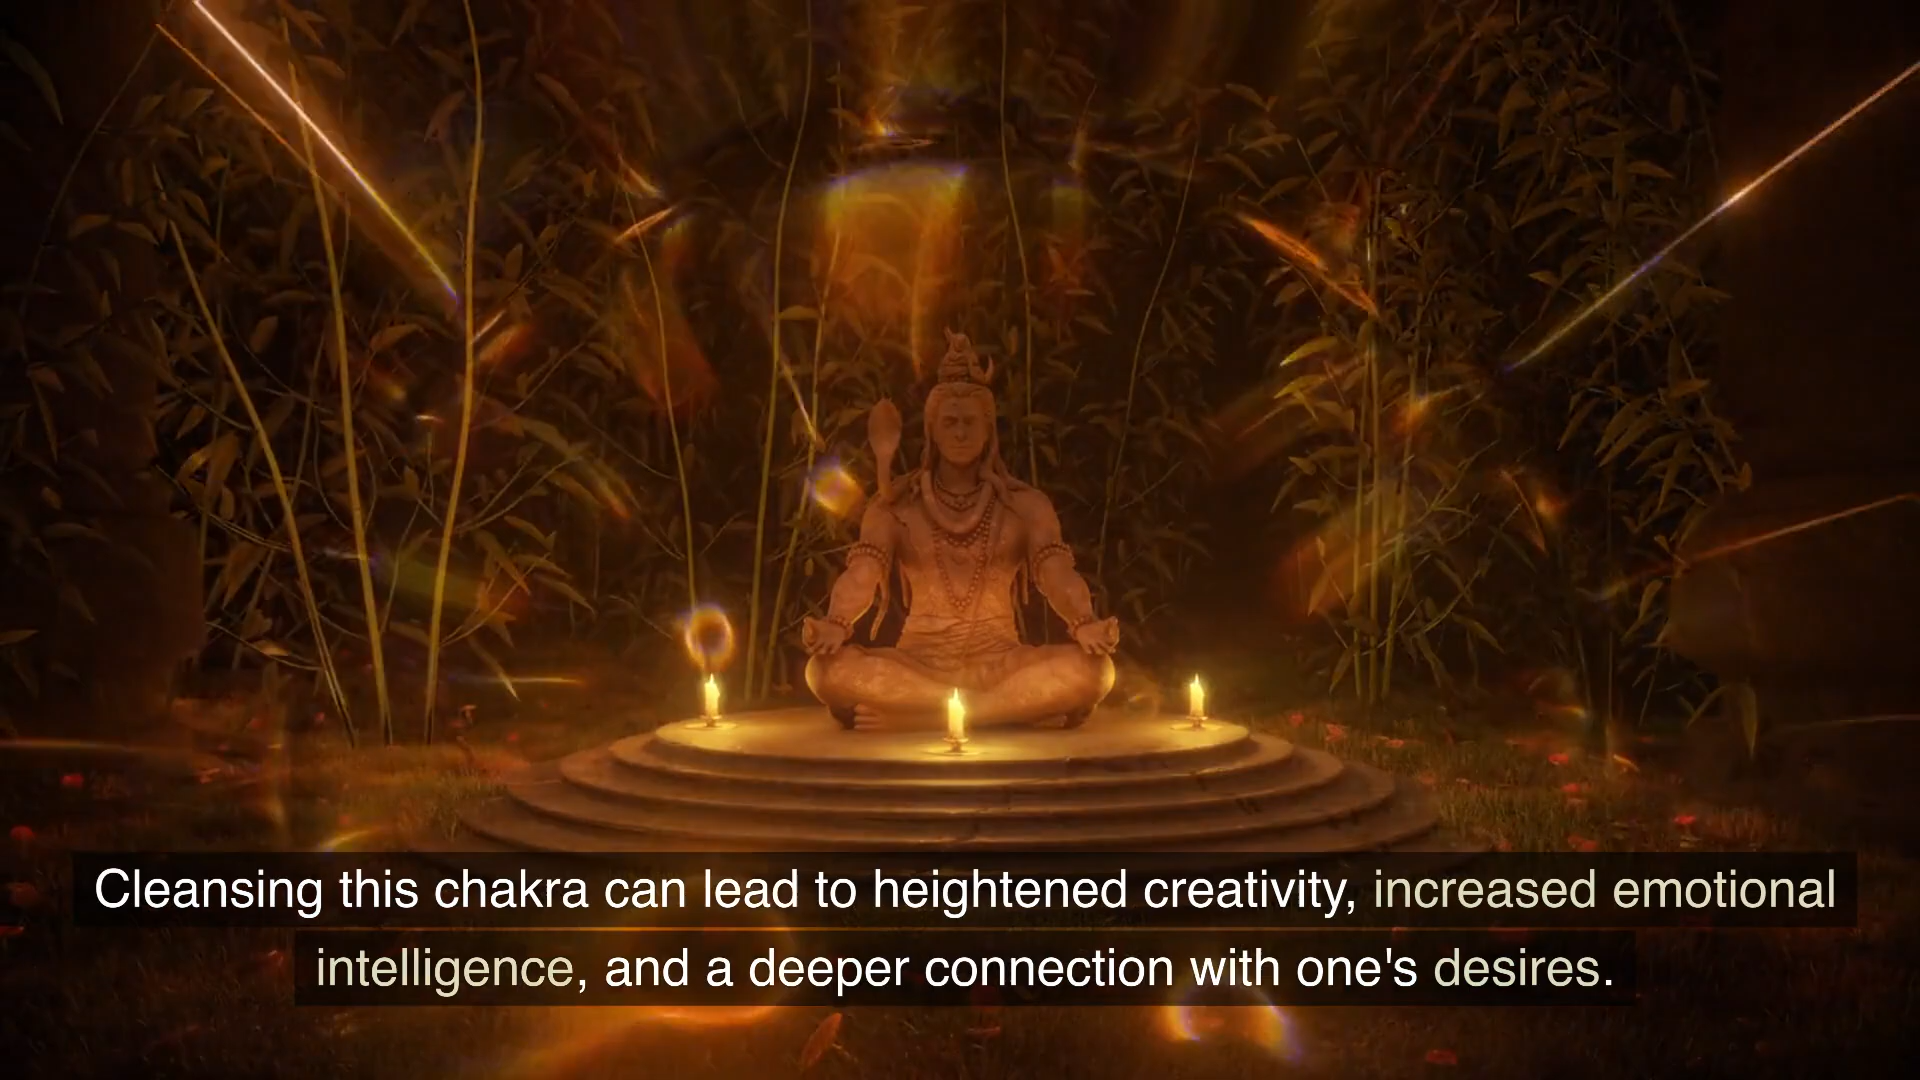 Cleansing this chakra can lead to heightened creativity, increased emotional
intelligence, and a deeper connection with one's desires.